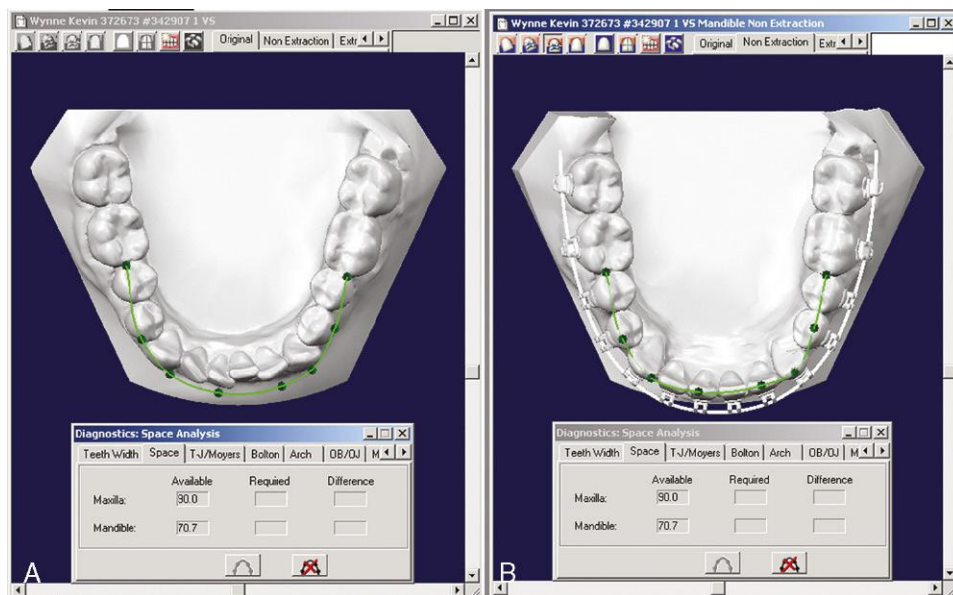 Wynne Kevin 372673 #342907 1 VS
Original Non Extraction Extr
Diagnostics: Space Analysis
Teeth Width Space T-J/Moyers Bolton Arch OB/OJ M
Available Required Difference
Maxilla: 90.0
Mandible: 70.7
A
Wynne Kevin 372673 #342907 1 VS Mandible Non Extraction
Original Non Extraction Extr
Diagnostics: Space Analysis
Teeth Width Space T-J/Moyers Bolton Arch OB/OJ M
Available Required Difference
Maxilla: 90.0
Mandible: 70.7
B